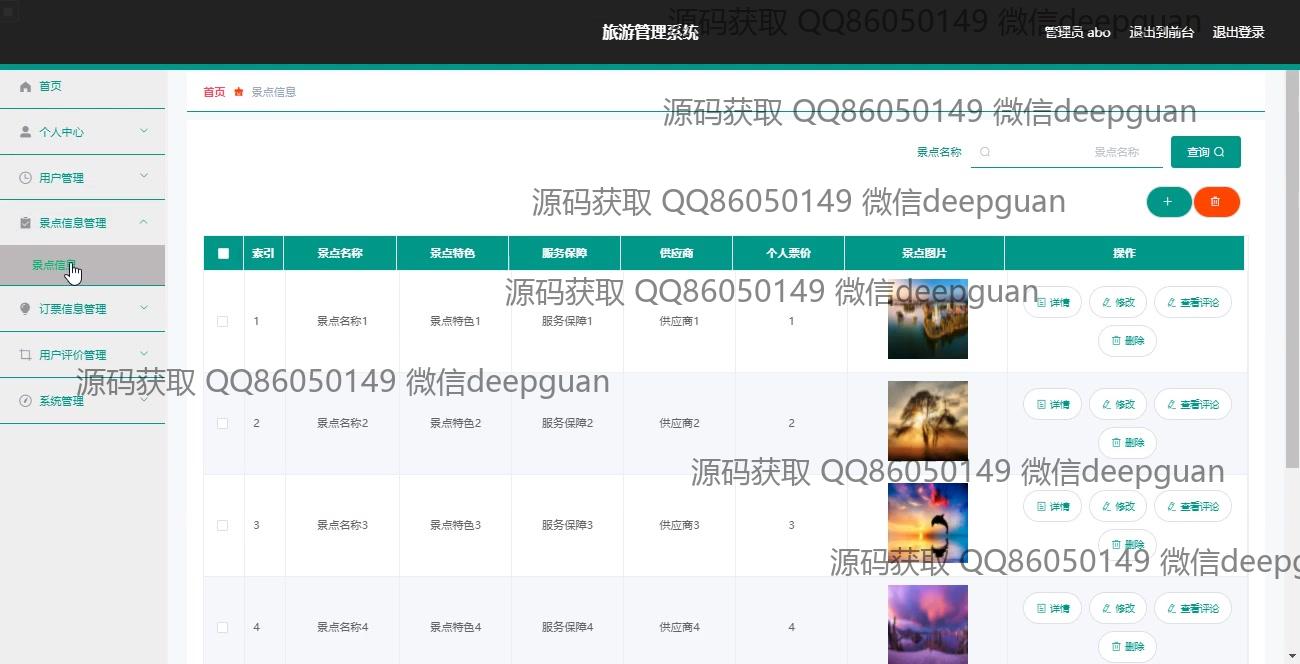 旅游管理系统
管理员 abo 退出到前台 退出登录
源码获取 QQ86050149 微信deepguan
首页
个人中心
用户管理
景点信息管理
景点信息
订票信息管理
用户评价管理
系统管理
首页 景点信息
源码获取 QQ86050149 微信deepguan
景点名称 景点名称 查询
源码获取 QQ86050149 微信deepguan
索引 景点名称 景点特色 服务保障 供应商 个人票价 景点图片 操作
源码获取 QQ86050149 微信deepguan
1 景点名称1 景点特色1 服务保障1 供应商1 1 详情 修改 查看评论
删除
源码获取 QQ86050149 微信deepguan
2 景点名称2 景点特色2 服务保障2 供应商2 2 详情 修改 查看评论
删除
源码获取 QQ86050149 微信deepguan
3 景点名称3 景点特色3 服务保障3 供应商3 3 详情 修改 查看评论
删除
源码获取 QQ86050149 微信deepg
4 景点名称4 景点特色4 服务保障4 供应商4 4 详情 修改 查看评论
删除